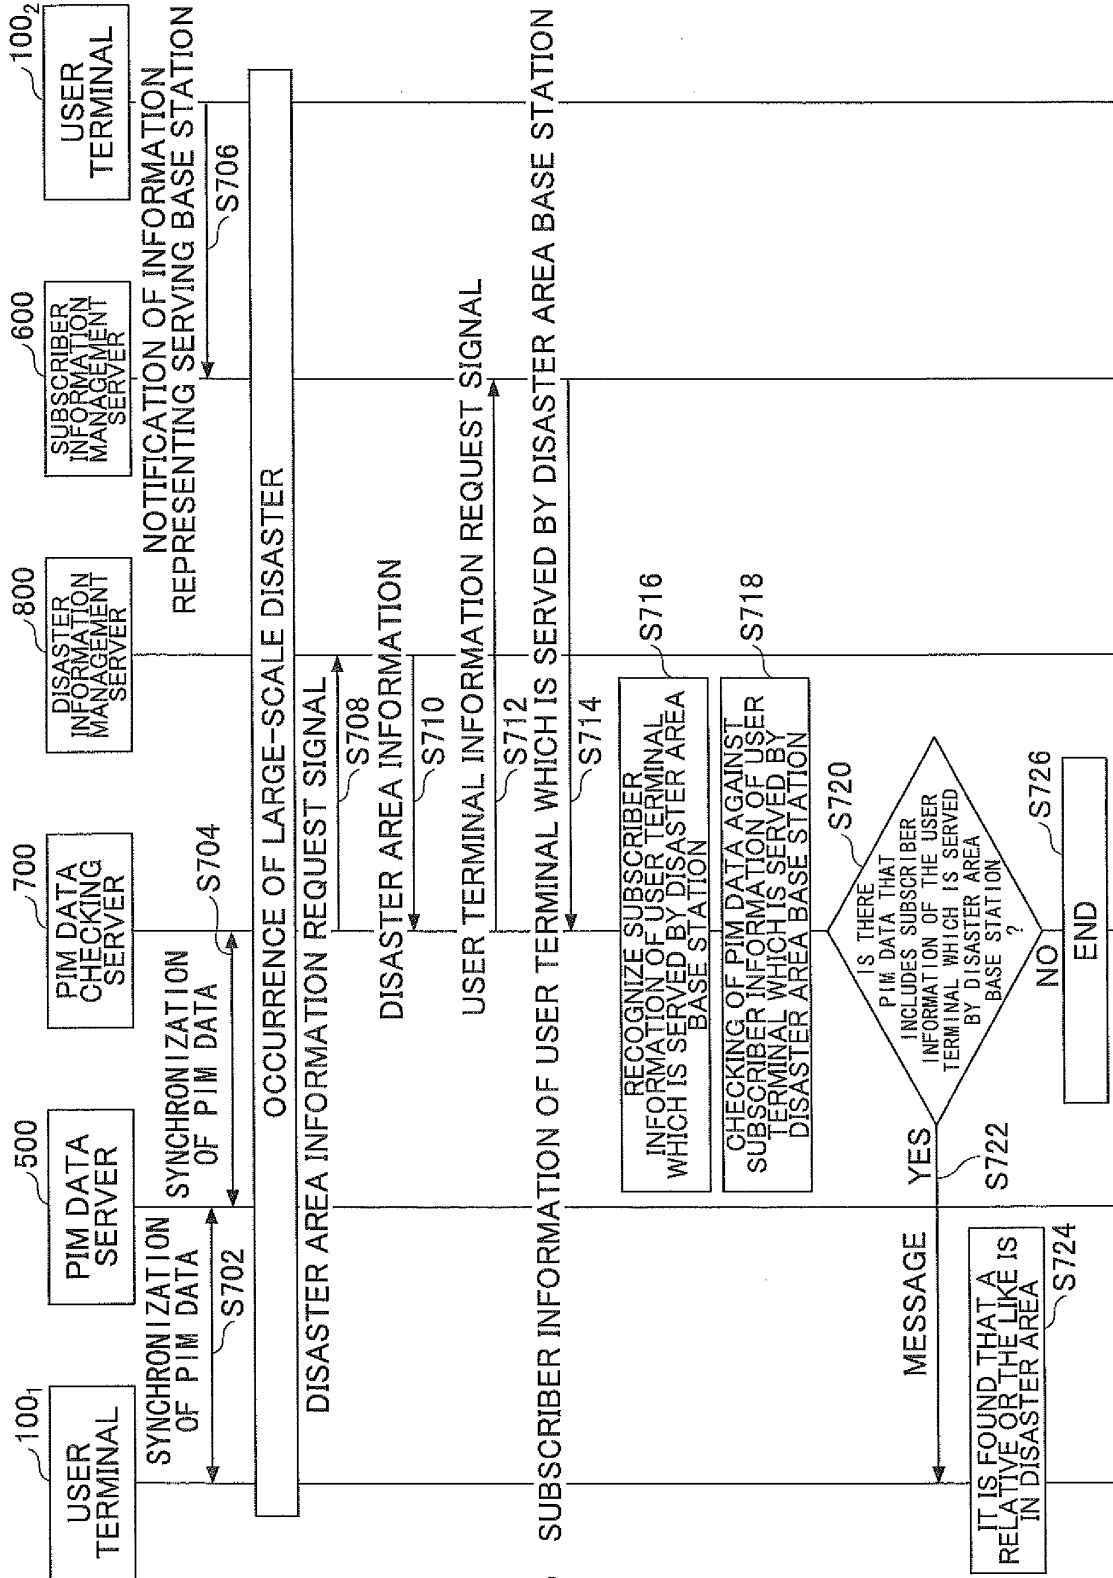 100₁
USER
TERMINAL
500
PIM DATA
SERVER
700
PIM DATA
CHECKING
SERVER
800
DISASTER
INFORMATION
MANAGEMENT
SERVER
600
SUBSCRIBER
INFORMATION
MANAGEMENT
SERVER
100₂
USER
TERMINAL
SYNCHRONIZATION
OF PIM DATA
S702
SYNCHRONIZATION
OF PIM DATA
S704
NOTIFICATION OF INFORMATION
REPRESENTING SERVING BASE STATION
S706
OCCURRENCE OF LARGE-SCALE DISASTER
DISASTER AREA INFORMATION REQUEST SIGNAL
S708
DISASTER AREA INFORMATION
S710
USER TERMINAL INFORMATION REQUEST SIGNAL
S712
SUBSCRIBER INFORMATION OF USER TERMINAL WHICH IS SERVED BY DISASTER AREA BASE STATION
S714
RECOGNIZE SUBSCRIBER
INFORMATION OF USER TERMINAL
WHICH IS SERVED BY DISASTER AREA
BASE STATION
S716
CHECKING OF PIM DATA AGAINST
SUBSCRIBER INFORMATION OF USER
TERMINAL WHICH SERVED BY
DISASTER AREA BASE STATION
S718
IS THERE
PIM DATA THAT
INCLUDES SUBSCRIBER
INFORMATION OF THE USER
TERMINAL WHICH IS SERVED
BY DISASTER AREA
BASE STATION
?
S720
YES
S722
MESSAGE
NO
S726
END
IT IS FOUND THAT A
RELATIVE OR THE LIKE IS
IN DISASTER AREA
S724